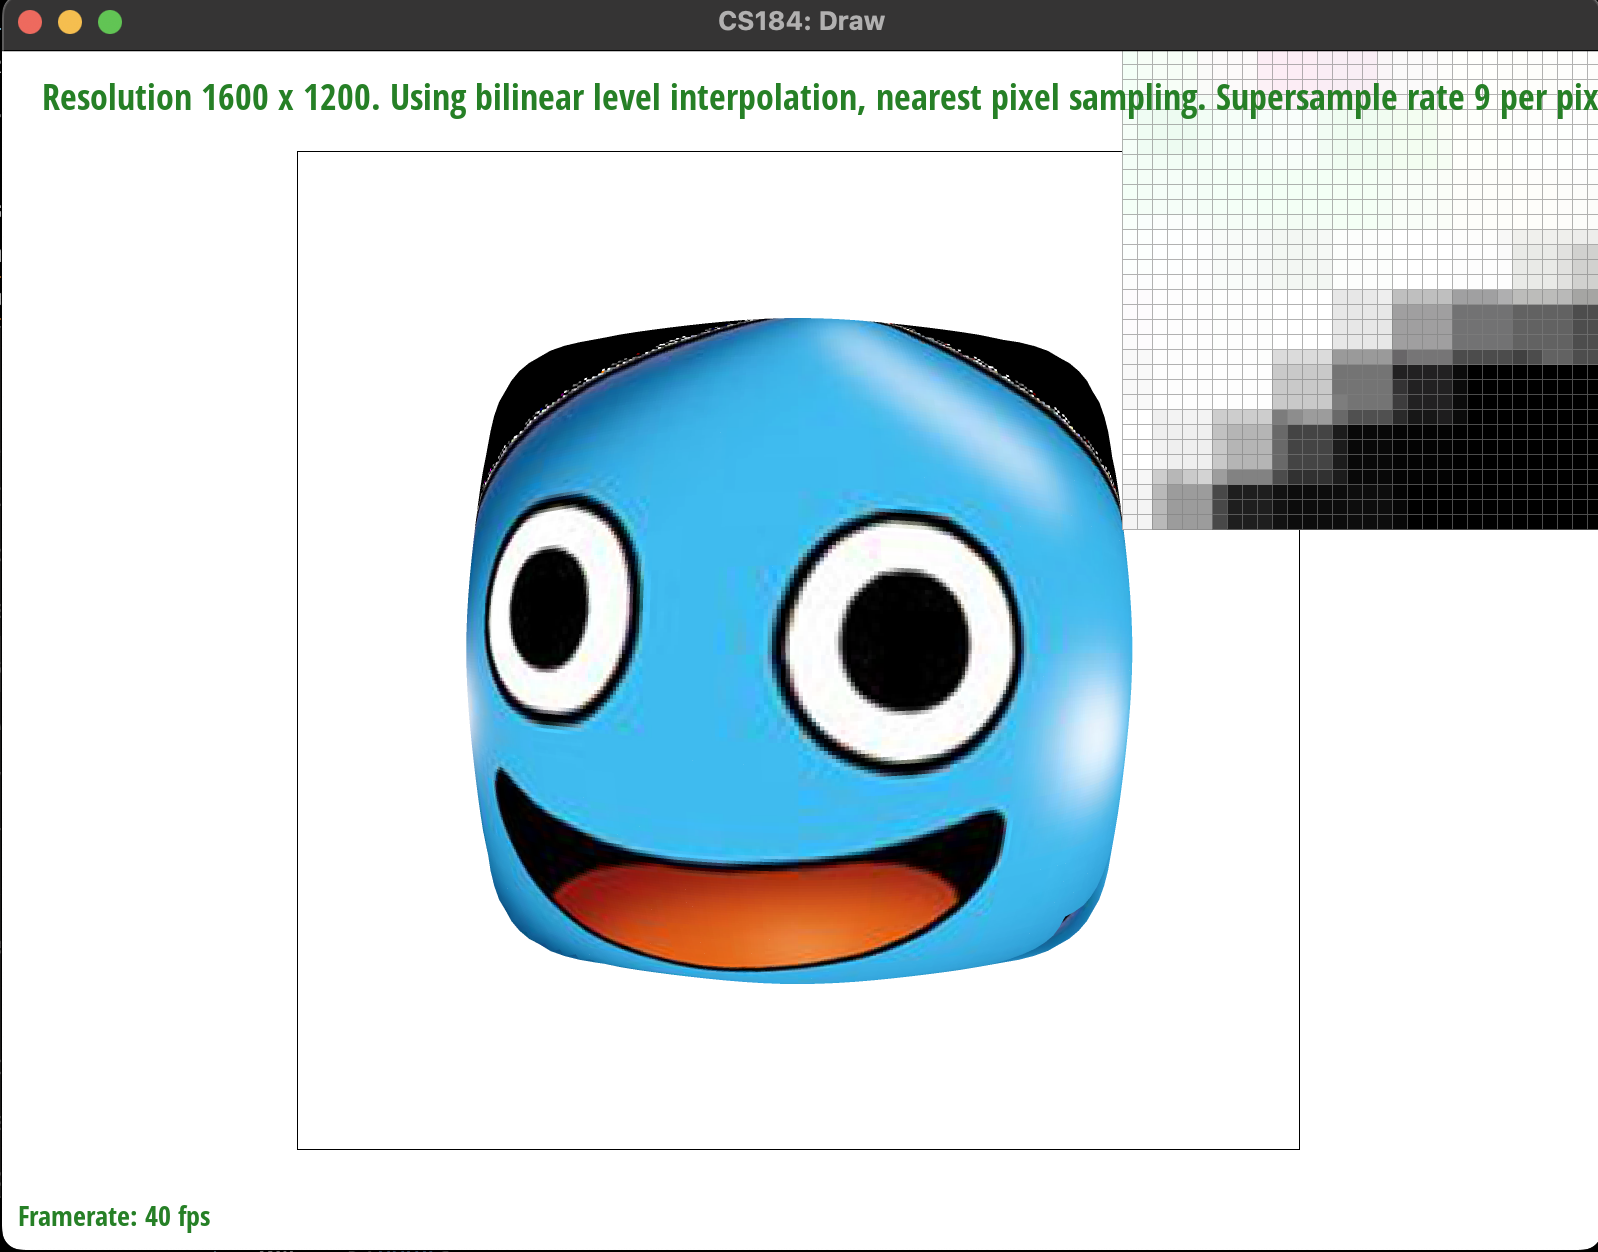 CS184: Draw
Resolution 1600 x 1200. Using bilinear level interpolation, nearest pixel sampling. Supersample rate 9 per pix
Framerate: 40 fps